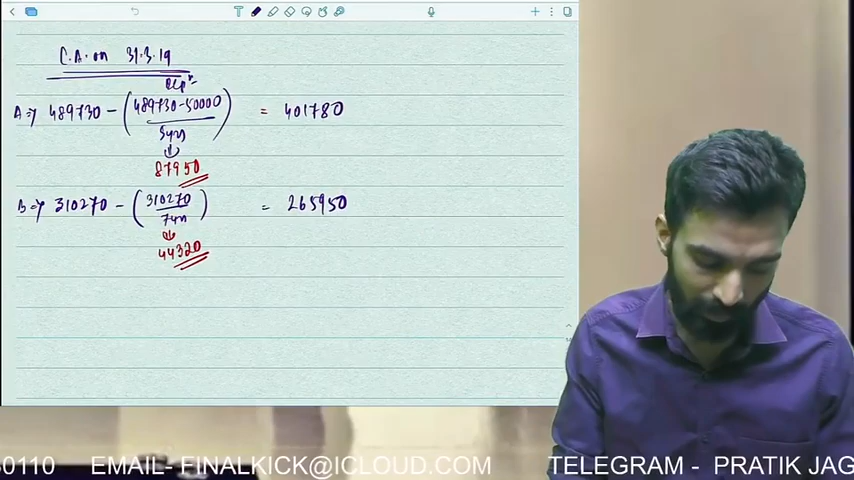 C.A. on 31.3.19
Dep
A => 489730 - (489730-50000 / 5yrs) = 401780
87950
B => 310270 - (310270 / 7yrs) = 265950
44320
0110 EMAIL- FINALKICK@ICLOUD.COM TELEGRAM - PRATIK JAG